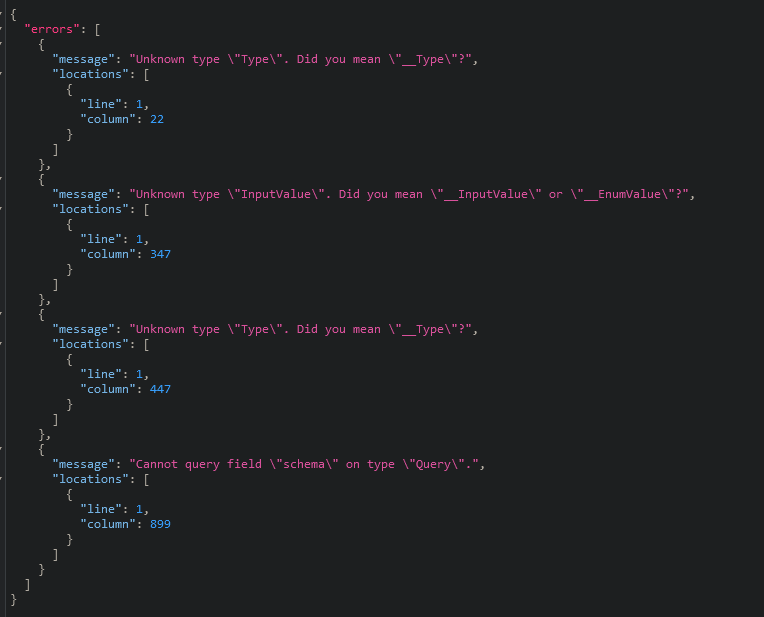 {
  "errors": [
    {
      "message": "Unknown type \"Type\". Did you mean \"__Type\"?",
      "locations": [
        {
          "line": 1,
          "column": 22
        }
      ]
    },
    {
      "message": "Unknown type \"InputValue\". Did you mean \"__InputValue\" or \"__EnumValue\"?",
      "locations": [
        {
          "line": 1,
          "column": 347
        }
      ]
    },
    {
      "message": "Unknown type \"Type\". Did you mean \"__Type\"?",
      "locations": [
        {
          "line": 1,
          "column": 447
        }
      ]
    },
    {
      "message": "Cannot query field \"schema\" on type \"Query\".",
      "locations": [
        {
          "line": 1,
          "column": 899
        }
      ]
    }
  ]
}